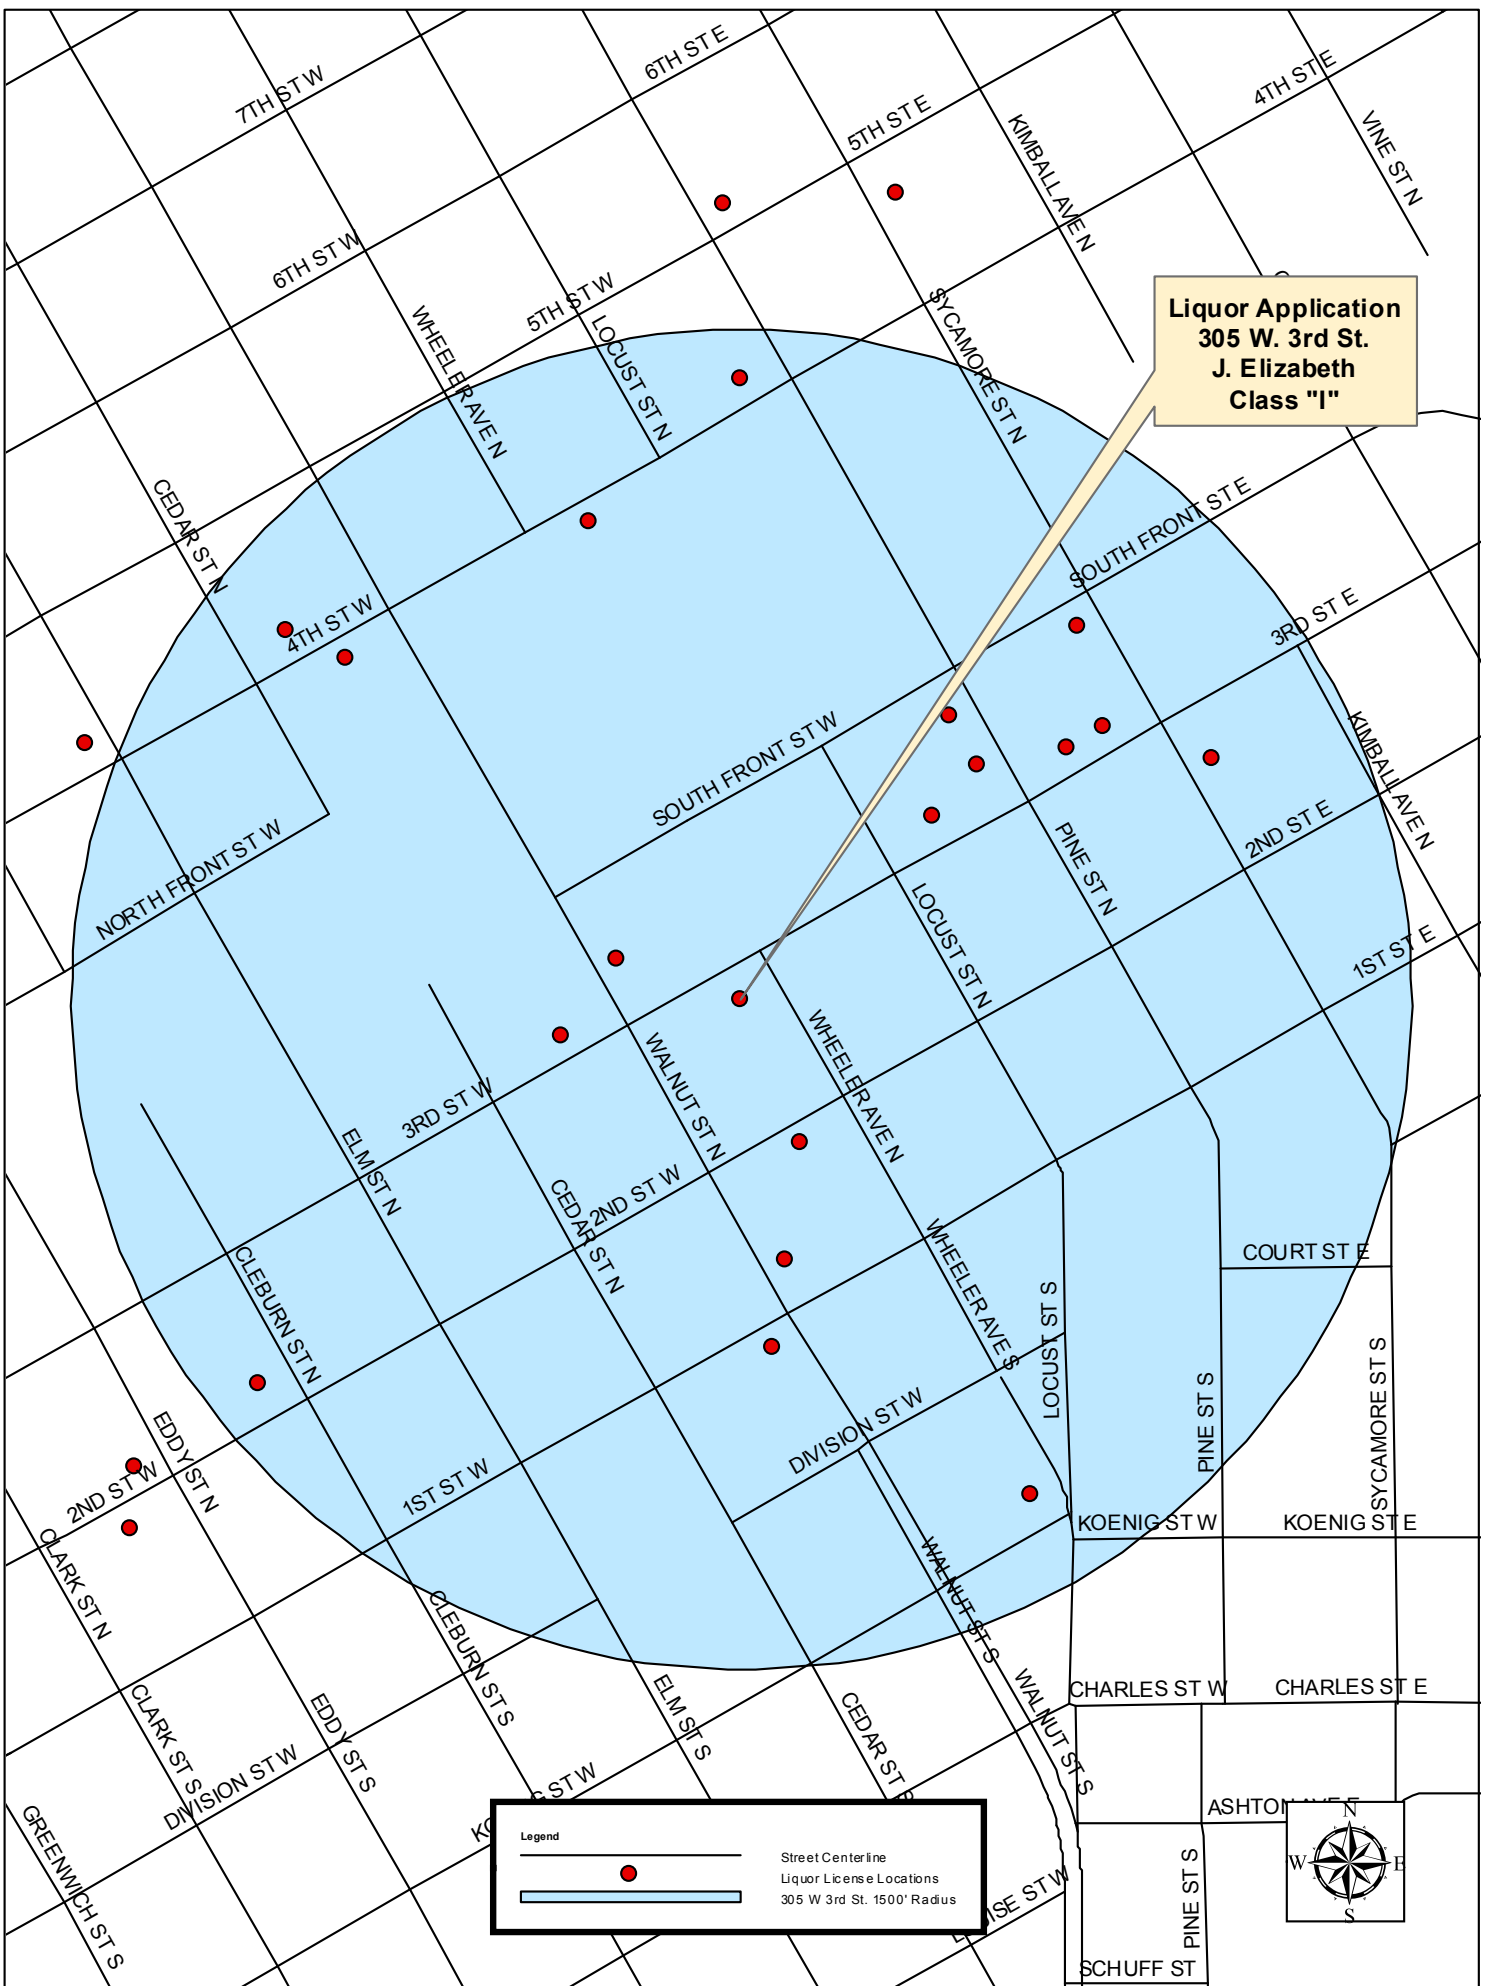 7TH ST W
6TH ST E
5TH ST E
4TH ST E
KIMBALL AVE N
VINE ST N
6TH ST W
5TH ST W
WHEELER AVE N
LOCUST ST N
SYCAMORE ST N
Liquor Application
305 W. 3rd St.
J. Elizabeth
Class "I"
CEDAR ST N
4TH ST W
SOUTH FRONT ST E
3RD ST E
SOUTH FRONT ST W
KIMBALL AVE N
NORTH FRONT ST W
PINE ST N
2ND ST E
LOCUST ST N
1ST ST E
WHEELER AVE N
WALNUT ST N
3RD ST W
ELM ST N
CEDAR ST N
2ND ST W
CLEBURN ST N
WHEELER AVE S
COURT ST E
LOCUST ST S
PINE ST S
SYCAMORE ST S
EDDY ST N
2ND ST W
1ST ST W
DIVISION ST W
CLARK ST N
KOENIG ST W
KOENIG ST E
WALNUT ST S
CLEBURN ST S
CLARK ST S
EDDY ST S
ELM ST S
CEDAR ST
WALNUT ST S
CHARLES ST W
CHARLES ST E
DIVISION ST W
GREENWICH ST S
ST W
ASHTON AVE E
PINE ST S
ST W
SCHUFF ST
Legend
Street Centerline
Liquor License Locations
305 W 3rd St. 1500' Radius
N
W
E
S